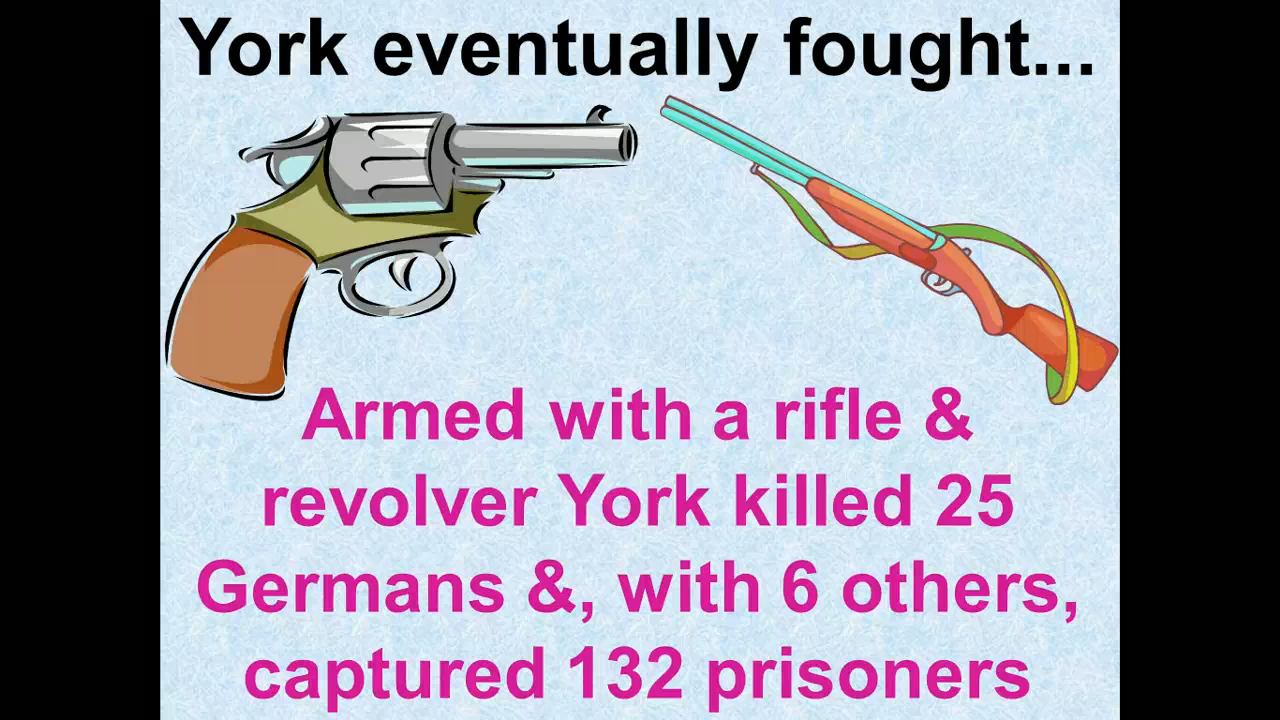 York eventually fought...
Armed with a rifle &
revolver York killed 25
Germans &, with 6 others,
captured 132 prisoners